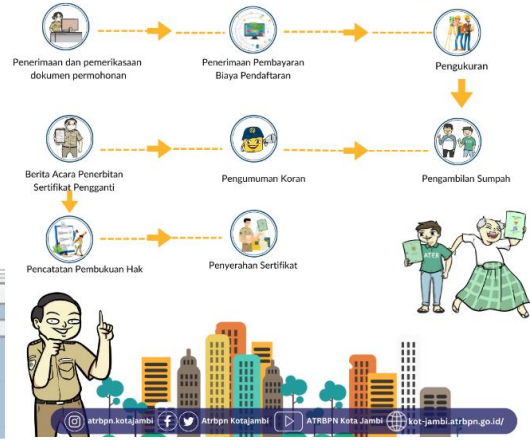 Penerimaan dan pemerikasaan
dokumen permohonan
Penerimaan Pembayaran
Biaya Pendaftaran
Pengukuran
Berita Acara Penerbitan
Sertifikat Pengganti
Pengumuman Koran
Pengambilan Sumpah
Pencatatan Pembukuan Hak
Penyerahan Sertifikat
ATEB
atrbpn.kotajambi
Atrbpn Kotajambi
ATRBPN Kota Jambi
kot-jambi.atrbpn.go.id/